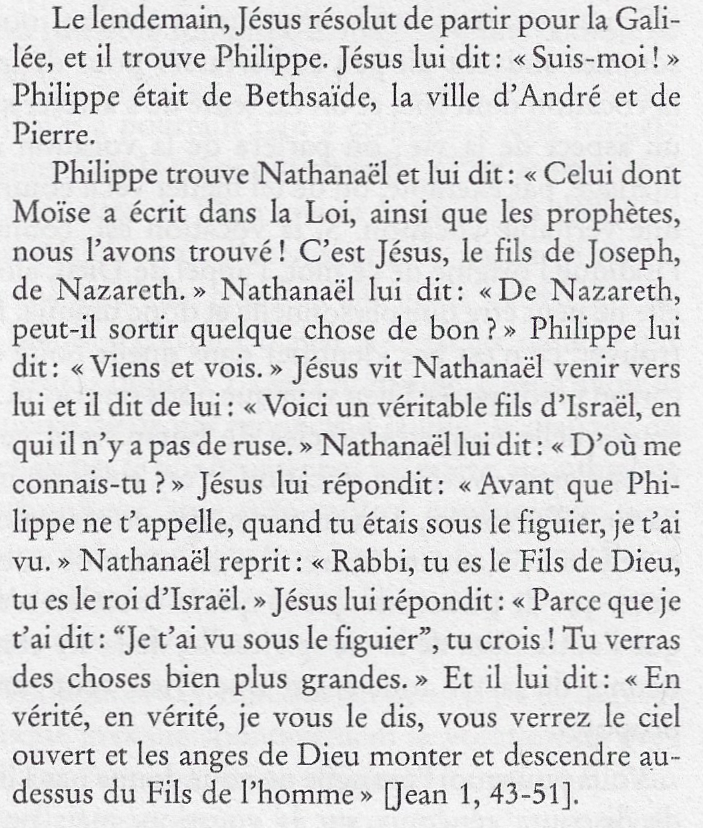 Le lendemain, Jésus résolut de partir pour la Gali-
lée, et il trouve Philippe. Jésus lui dit : « Suis-moi ! »
Philippe était de Bethsaïde, la ville d'André et de
Pierre.
Philippe trouve Nathanaël et lui dit : « Celui dont
Moïse a écrit dans la Loi, ainsi que les prophètes,
nous l'avons trouvé ! C'est Jésus, le fils de Joseph,
de Nazareth. » Nathanaël lui dit : « De Nazareth,
peut-il sortir quelque chose de bon ? » Philippe lui
dit : « Viens et vois. » Jésus vit Nathanaël venir vers
lui et il dit de lui : « Voici un véritable fils d'Israël, en
qui il n'y a pas de ruse. » Nathanaël lui dit : « D'où me
connais-tu ? » Jésus lui répondit : « Avant que Phi-
lippe ne t'appelle, quand tu étais sous le figuier, je t'ai
vu. » Nathanaël reprit : « Rabbi, tu es le Fils de Dieu,
tu es le roi d'Israël. » Jésus lui répondit : « Parce que je
t'ai dit : “Je t'ai vu sous le figuier”, tu crois ! Tu verras
des choses bien plus grandes. » Et il lui dit : « En
vérité, en vérité, je vous le dis, vous verrez le ciel
ouvert et les anges de Dieu monter et descendre au-
dessus du Fils de l'homme » [Jean 1, 43-51].